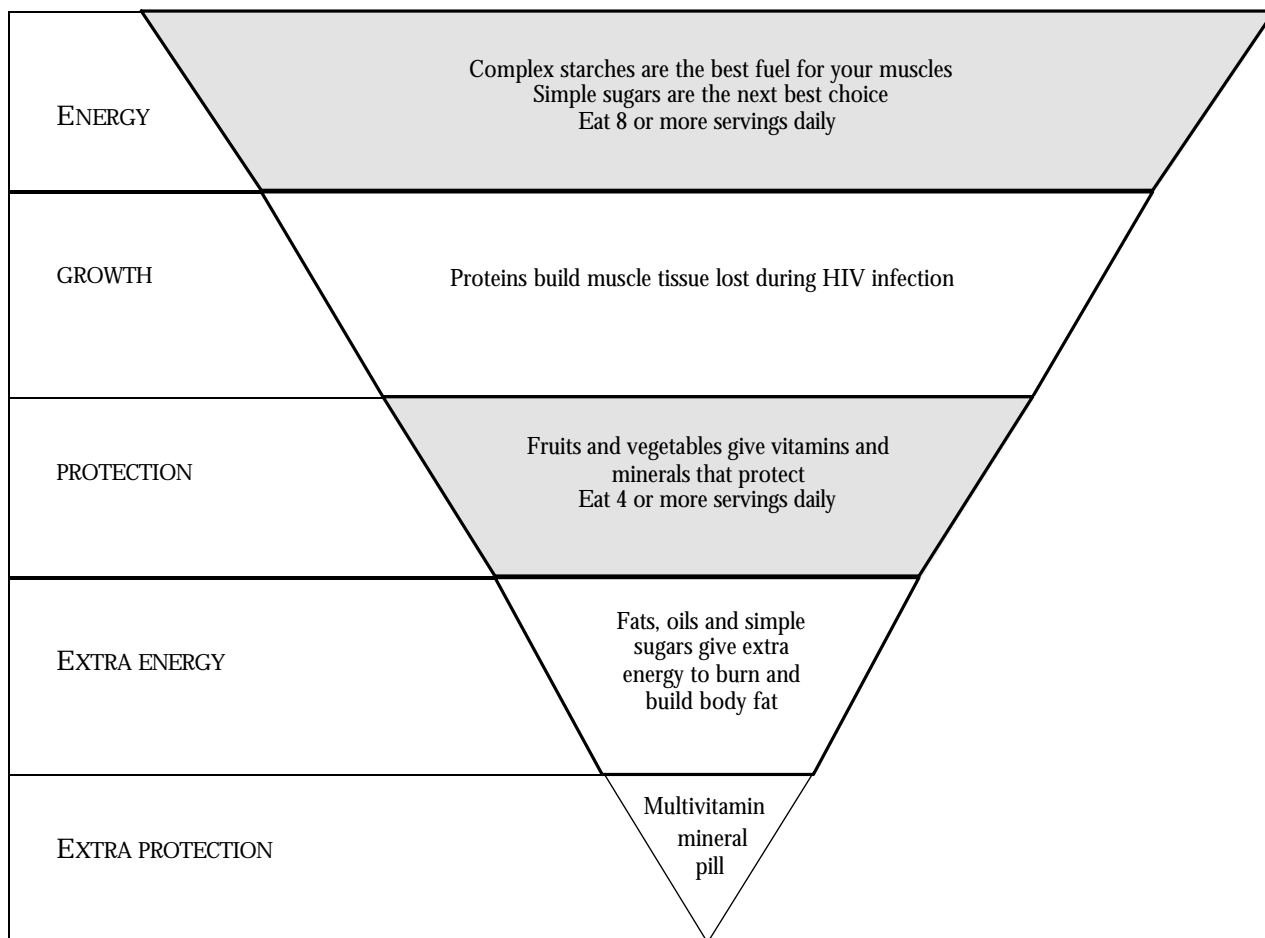 ENERGY
Complex starches are the best fuel for your muscles
Simple sugars are the next best choice
Eat 8 or more servings daily
GROWTH
Proteins build muscle tissue lost during HIV infection
PROTECTION
Fruits and vegetables give vitamins and
minerals that protect
Eat 4 or more servings daily
EXTRA ENERGY
Fats, oils and simple
sugars give extra
energy to burn and
build body fat
EXTRA PROTECTION
Multivitamin
mineral
pill